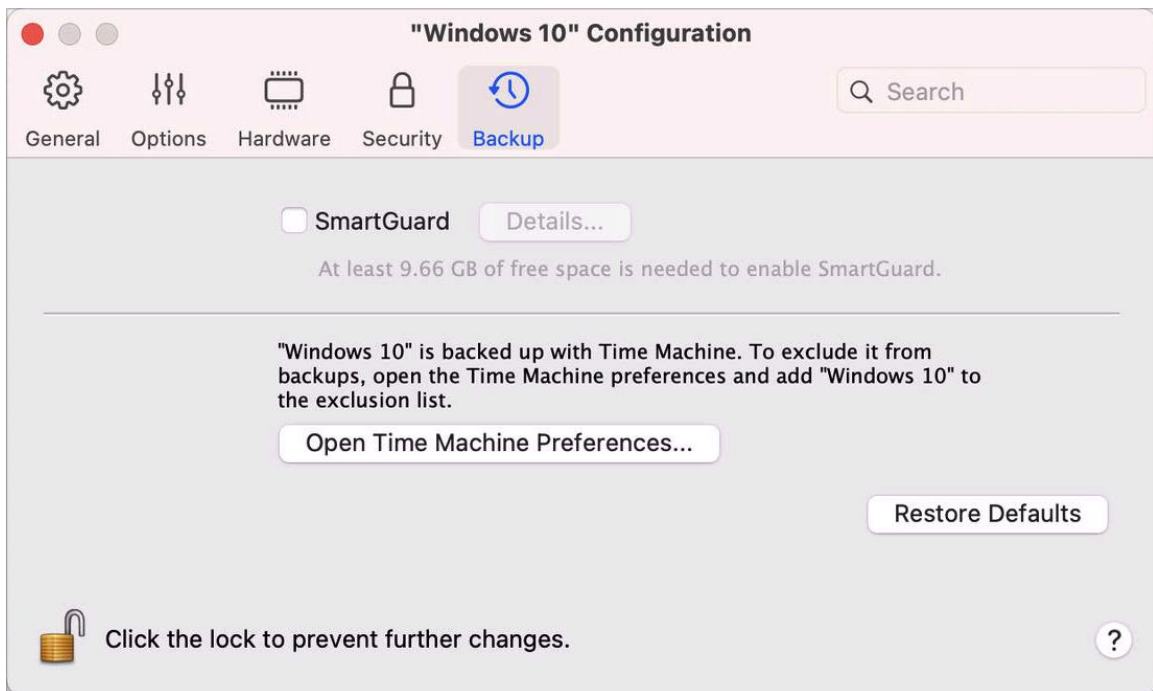 "Windows 10" Configuration
General Options Hardware Security Backup
Search
SmartGuard Details...
At least 9.66 GB of free space is needed to enable SmartGuard.
"Windows 10" is backed up with Time Machine. To exclude it from
backups, open the Time Machine preferences and add "Windows 10" to
the exclusion list.
Open Time Machine Preferences...
Restore Defaults
Click the lock to prevent further changes.
?